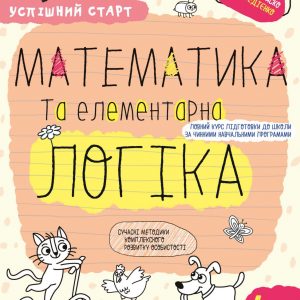 УСПІШНИЙ СТАРТ
МАТЕМАТИКА
ТА елементарна
ПОВНИЙ КУРС ПІДГОТОВКИ ДО ШКОЛИ
ЗА ЧИННИМИ НАВЧАЛЬНИМИ ПРОГРАМАМИ
ЛОГІКА
СУЧАСНІ МЕТОДИКИ
КОМПЛЕКСНОГО
РОЗВИТКУ ОСОБИСТОСТІ